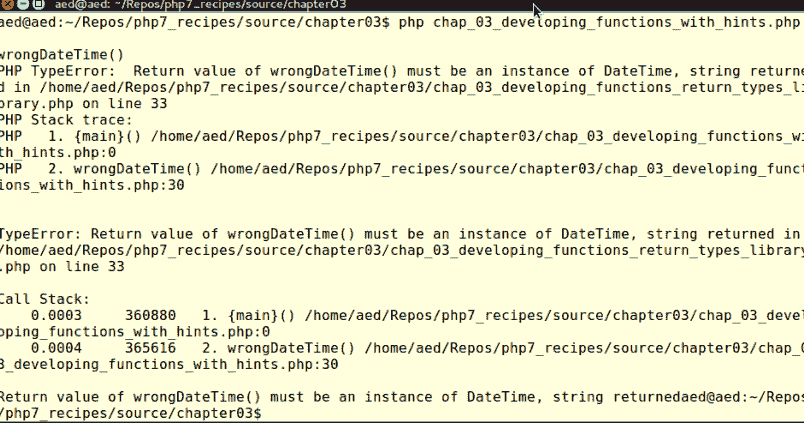 aed@aed: ~/Repos/php7_recipes/source/chapter03
aed@aed:~/Repos/php7_recipes/source/chapter03$ php chap_03_developing_functions_with_hints.php
wrongDateTime()
PHP TypeError:  Return value of wrongDateTime() must be an instance of DateTime, string returne
d in /home/aed/Repos/php7_recipes/source/chapter03/chap_03_developing_functions_return_types_li
brary.php on line 33
PHP Stack trace:
PHP   1. {main}() /home/aed/Repos/php7_recipes/source/chapter03/chap_03_developing_functions_wi
th_hints.php:0
PHP   2. wrongDateTime() /home/aed/Repos/php7_recipes/source/chapter03/chap_03_developing_funct
ions_with_hints.php:30
TypeError: Return value of wrongDateTime() must be an instance of DateTime, string returned in
/home/aed/Repos/php7_recipes/source/chapter03/chap_03_developing_functions_return_types_library
.php on line 33
Call Stack:
    0.0003     360880   1. {main}() /home/aed/Repos/php7_recipes/source/chapter03/chap_03_devel
oping_functions_with_hints.php:0
    0.0004     365616   2. wrongDateTime() /home/aed/Repos/php7_recipes/source/chapter03/chap_0
3_developing_functions_with_hints.php:30
Return value of wrongDateTime() must be an instance of DateTime, string returnedaed@aed:~/Repos
/php7_recipes/source/chapter03$